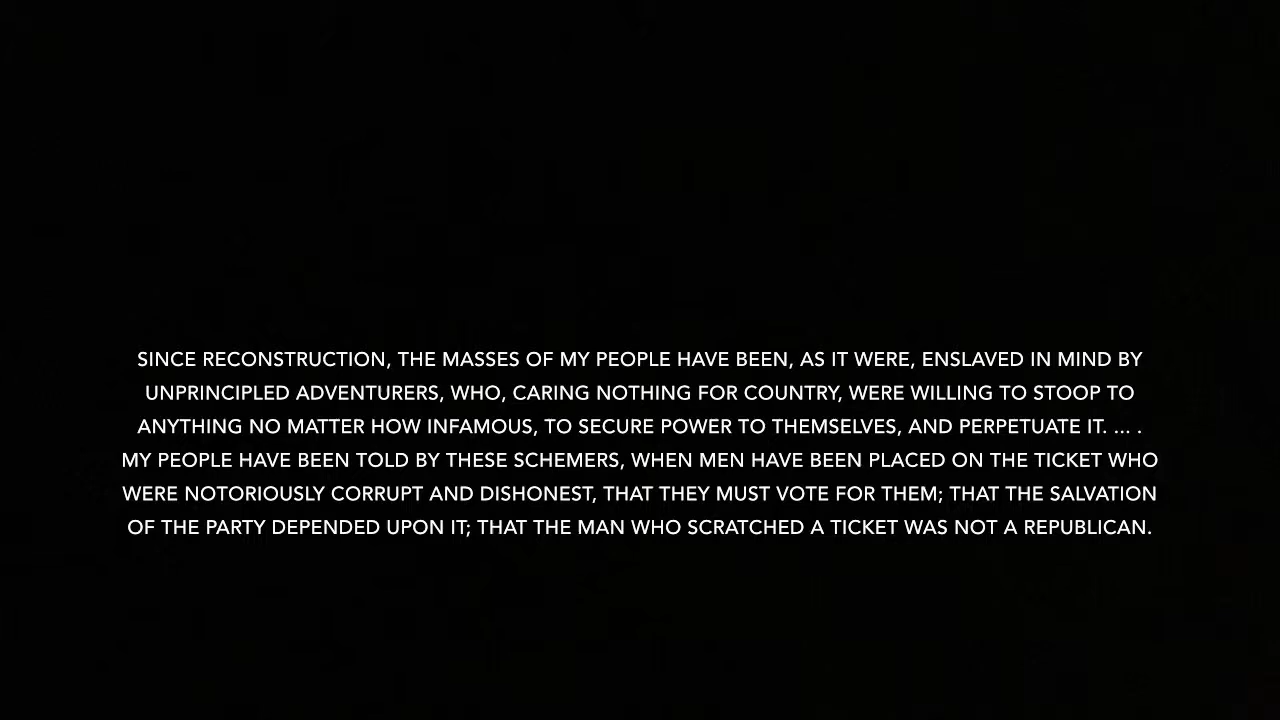 SINCE RECONSTRUCTION, THE MASSES OF MY PEOPLE HAVE BEEN, AS IT WERE, ENSLAVED IN MIND BY
UNPRINCIPLED ADVENTURERS, WHO, CARING NOTHING FOR COUNTRY, WERE WILLING TO STOOP TO
ANYTHING NO MATTER HOW INFAMOUS, TO SECURE POWER TO THEMSELVES, AND PERPETUATE IT. ... .
MY PEOPLE HAVE BEEN TOLD BY THESE SCHEMERS, WHEN MEN HAVE BEEN PLACED ON THE TICKET WHO
WERE NOTORIOUSLY CORRUPT AND DISHONEST, THAT THEY MUST VOTE FOR THEM; THAT THE SALVATION
OF THE PARTY DEPENDED UPON IT; THAT THE MAN WHO SCRATCHED A TICKET WAS NOT A REPUBLICAN.